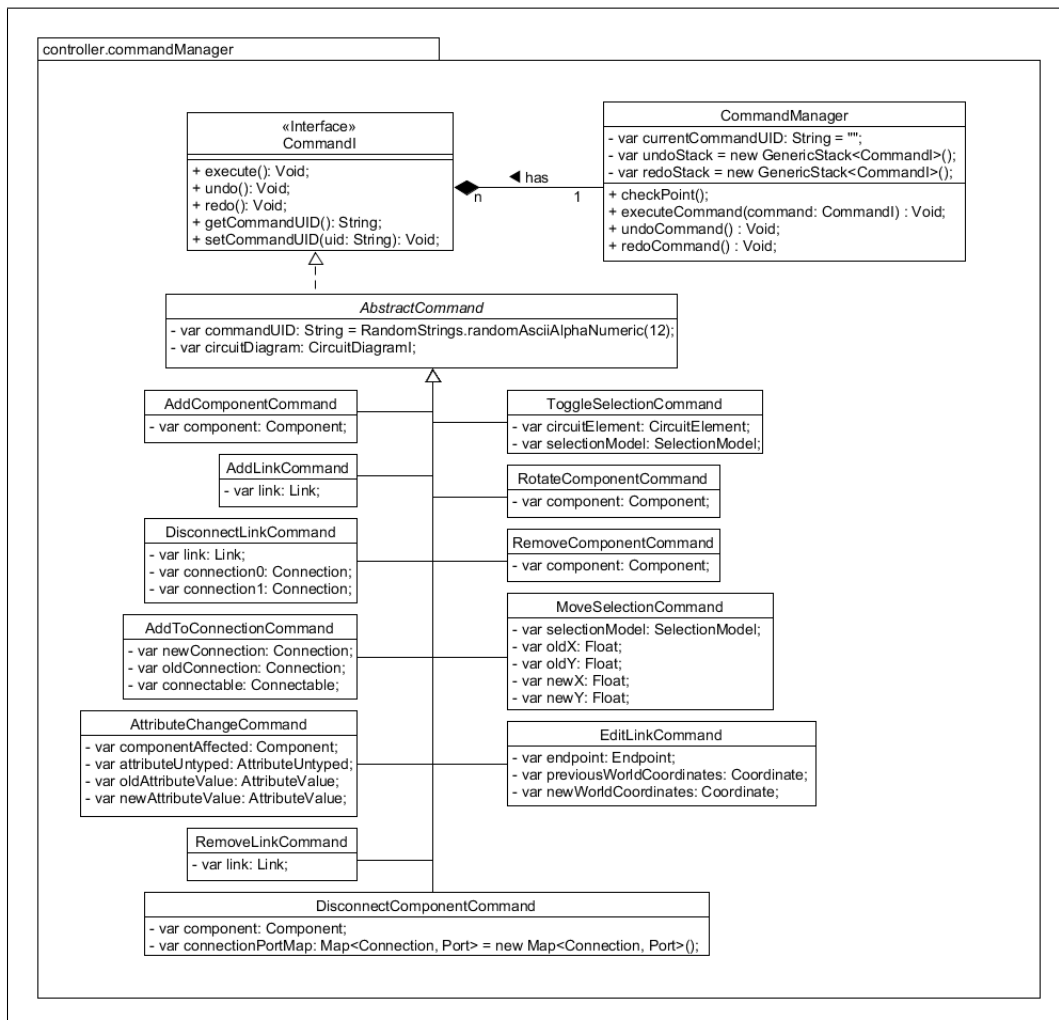 controller.commandManager
«Interface»
CommandI
+ execute(): Void;
+ undo(): Void;
+ redo(): Void;
+ getCommandUID(): String;
+ setCommandUID(uid: String): Void;
◀ has
n
1
CommandManager
- var currentCommandUID: String = "";
- var undoStack = new GenericStack<CommandI>();
- var redoStack = new GenericStack<CommandI>();
+ checkPoint();
+ executeCommand(command: CommandI) : Void;
+ undoCommand() : Void;
+ redoCommand() : Void;
AbstractCommand
- var commandUID: String = RandomStrings.randomAsciiAlphaNumeric(12);
- var circuitDiagram: CircuitDiagramI;
AddComponentCommand
- var component: Component;
ToggleSelectionCommand
- var circuitElement: CircuitElement;
- var selectionModel: SelectionModel;
AddLinkCommand
- var link: Link;
RotateComponentCommand
- var component: Component;
DisconnectLinkCommand
- var link: Link;
- var connection0: Connection;
- var connection1: Connection;
RemoveComponentCommand
- var component: Component;
AddToConnectionCommand
- var newConnection: Connection;
- var oldConnection: Connection;
- var connectable: Connectable;
MoveSelectionCommand
- var selectionModel: SelectionModel;
- var oldX: Float;
- var oldY: Float;
- var newX: Float;
- var newY: Float;
AttributeChangeCommand
- var componentAffected: Component;
- var attributeUntyped: AttributeUntyped;
- var oldAttributeValue: AttributeValue;
- var newAttributeValue: AttributeValue;
EditLinkCommand
- var endpoint: Endpoint;
- var previousWorldCoordinates: Coordinate;
- var newWorldCoordinates: Coordinate;
RemoveLinkCommand
- var link: Link;
DisconnectComponentCommand
- var component: Component;
- var connectionPortMap: Map<Connection, Port> = new Map<Connection, Port>();